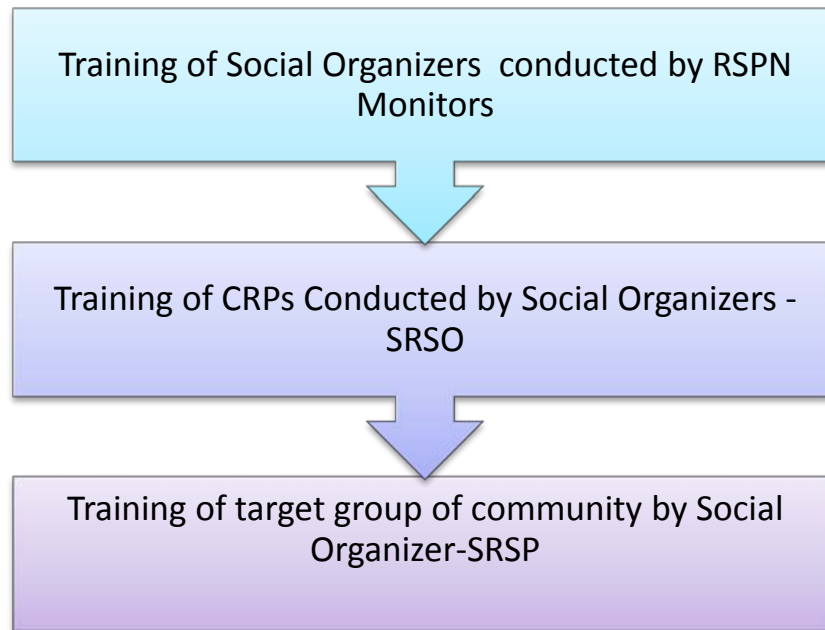 Training of Social Organizers  conducted by RSPN
Monitors
Training of CRPs Conducted by Social Organizers -
SRSO
Training of target group of community by Social
Organizer-SRSP